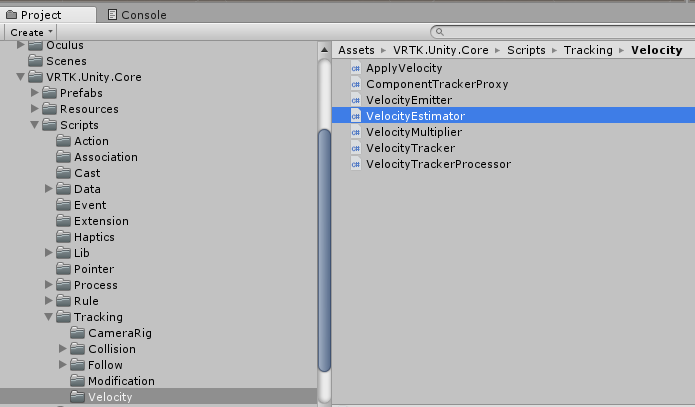 Project
Console
Create
Assets VRTK.Unity.Core Scripts Tracking Velocity
Oculus
Scenes
VRTK.Unity.Core
Prefabs
Resources
Scripts
Action
Association
Cast
Data
Event
Extension
Haptics
Lib
Pointer
Process
Rule
Tracking
CameraRig
Collision
Follow
Modification
Velocity
ApplyVelocity
ComponentTrackerProxy
VelocityEmitter
VelocityEstimator
VelocityMultiplier
VelocityTracker
VelocityTrackerProcessor